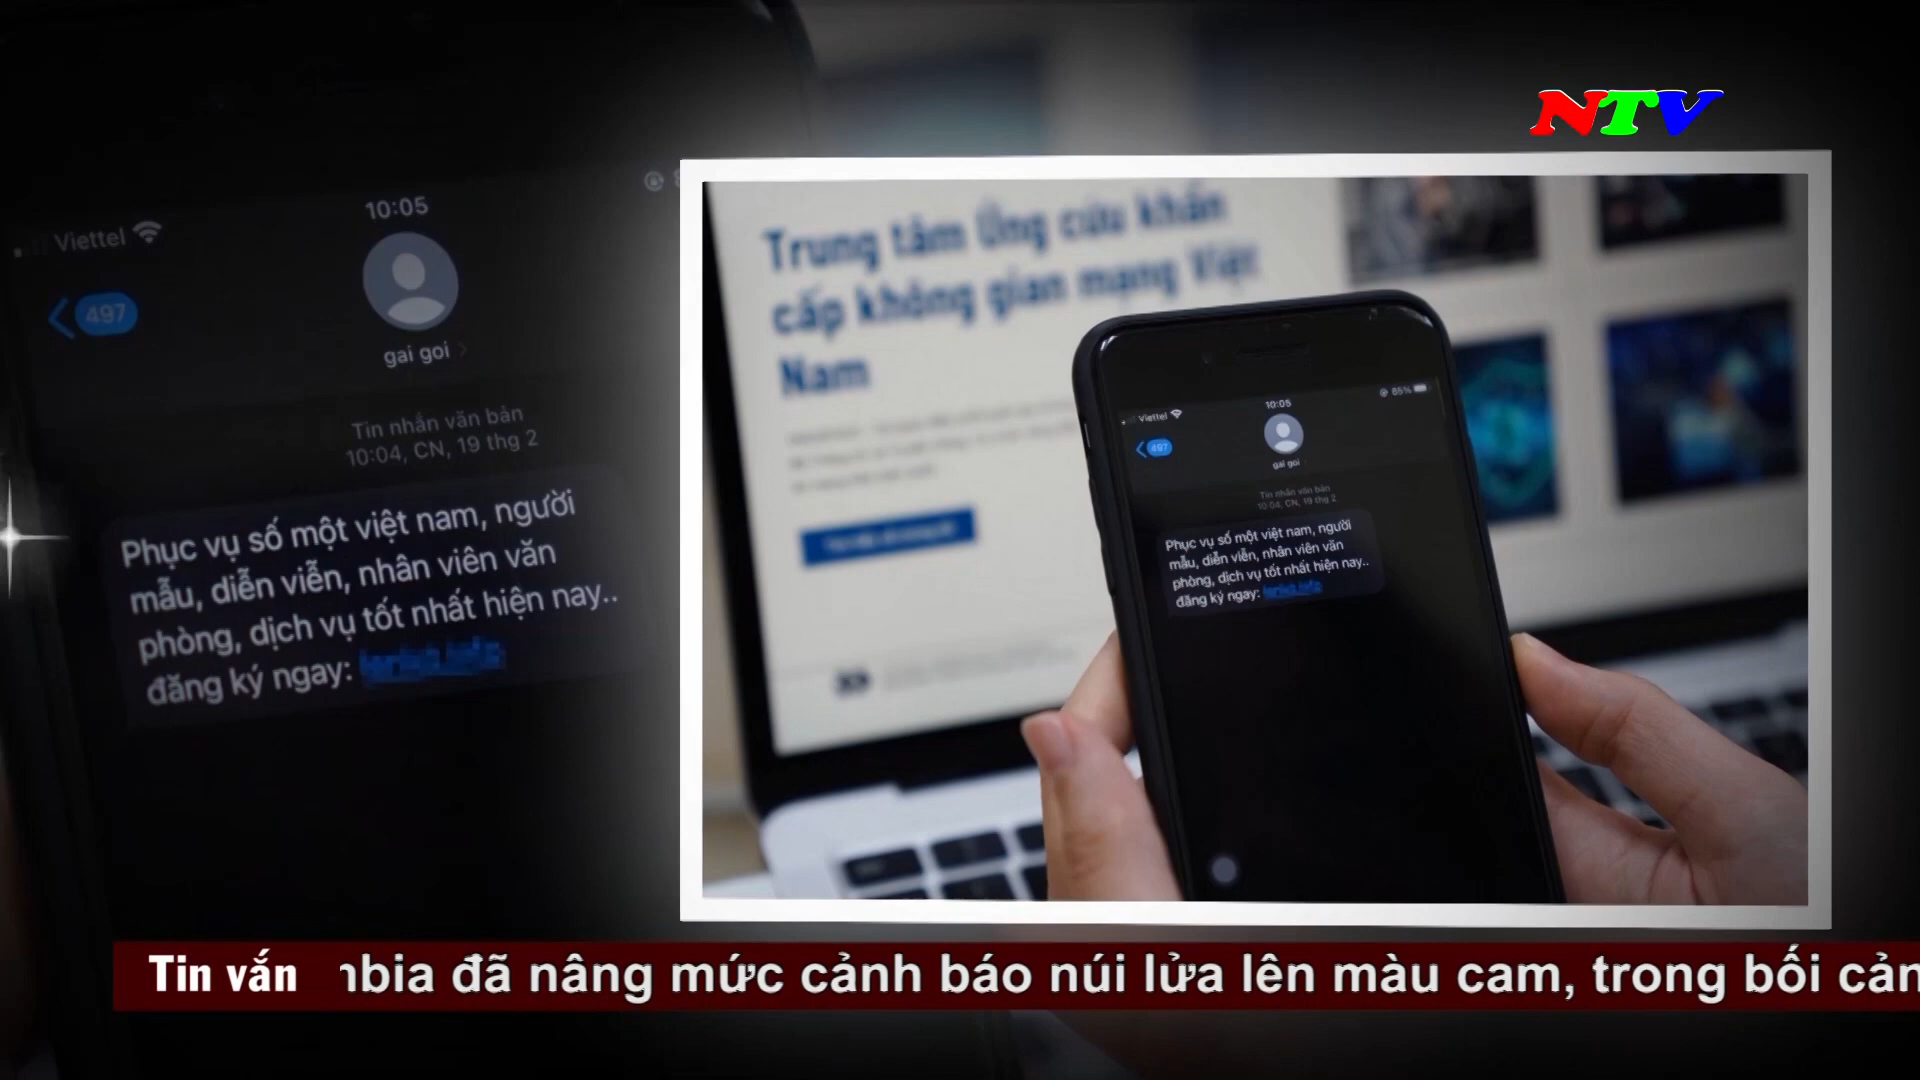 NTV
10:05
Viettel
497
gai goi
Tin nhắn văn bản
10:04, CN, 19 thg 2
Phục vụ số một việt nam, người
mẫu, diễn viễn, nhân viên văn
phòng, dịch vụ tốt nhất hiện nay..
đăng ký ngay:
Trung tâm Ứng cứu khẩn
cấp không gian mạng Việt
Nam
10:05
85%
Viettel
497
gai goi
Tin nhắn văn bản
10:04, CN, 19 thg 2
Phục vụ số một việt nam, người
mẫu, diễn viễn, nhân viên văn
phòng, dịch vụ tốt nhất hiện nay..
đăng ký ngay:
Tin vắn
nbia đã nâng mức cảnh báo núi lửa lên màu cam, trong bối cản